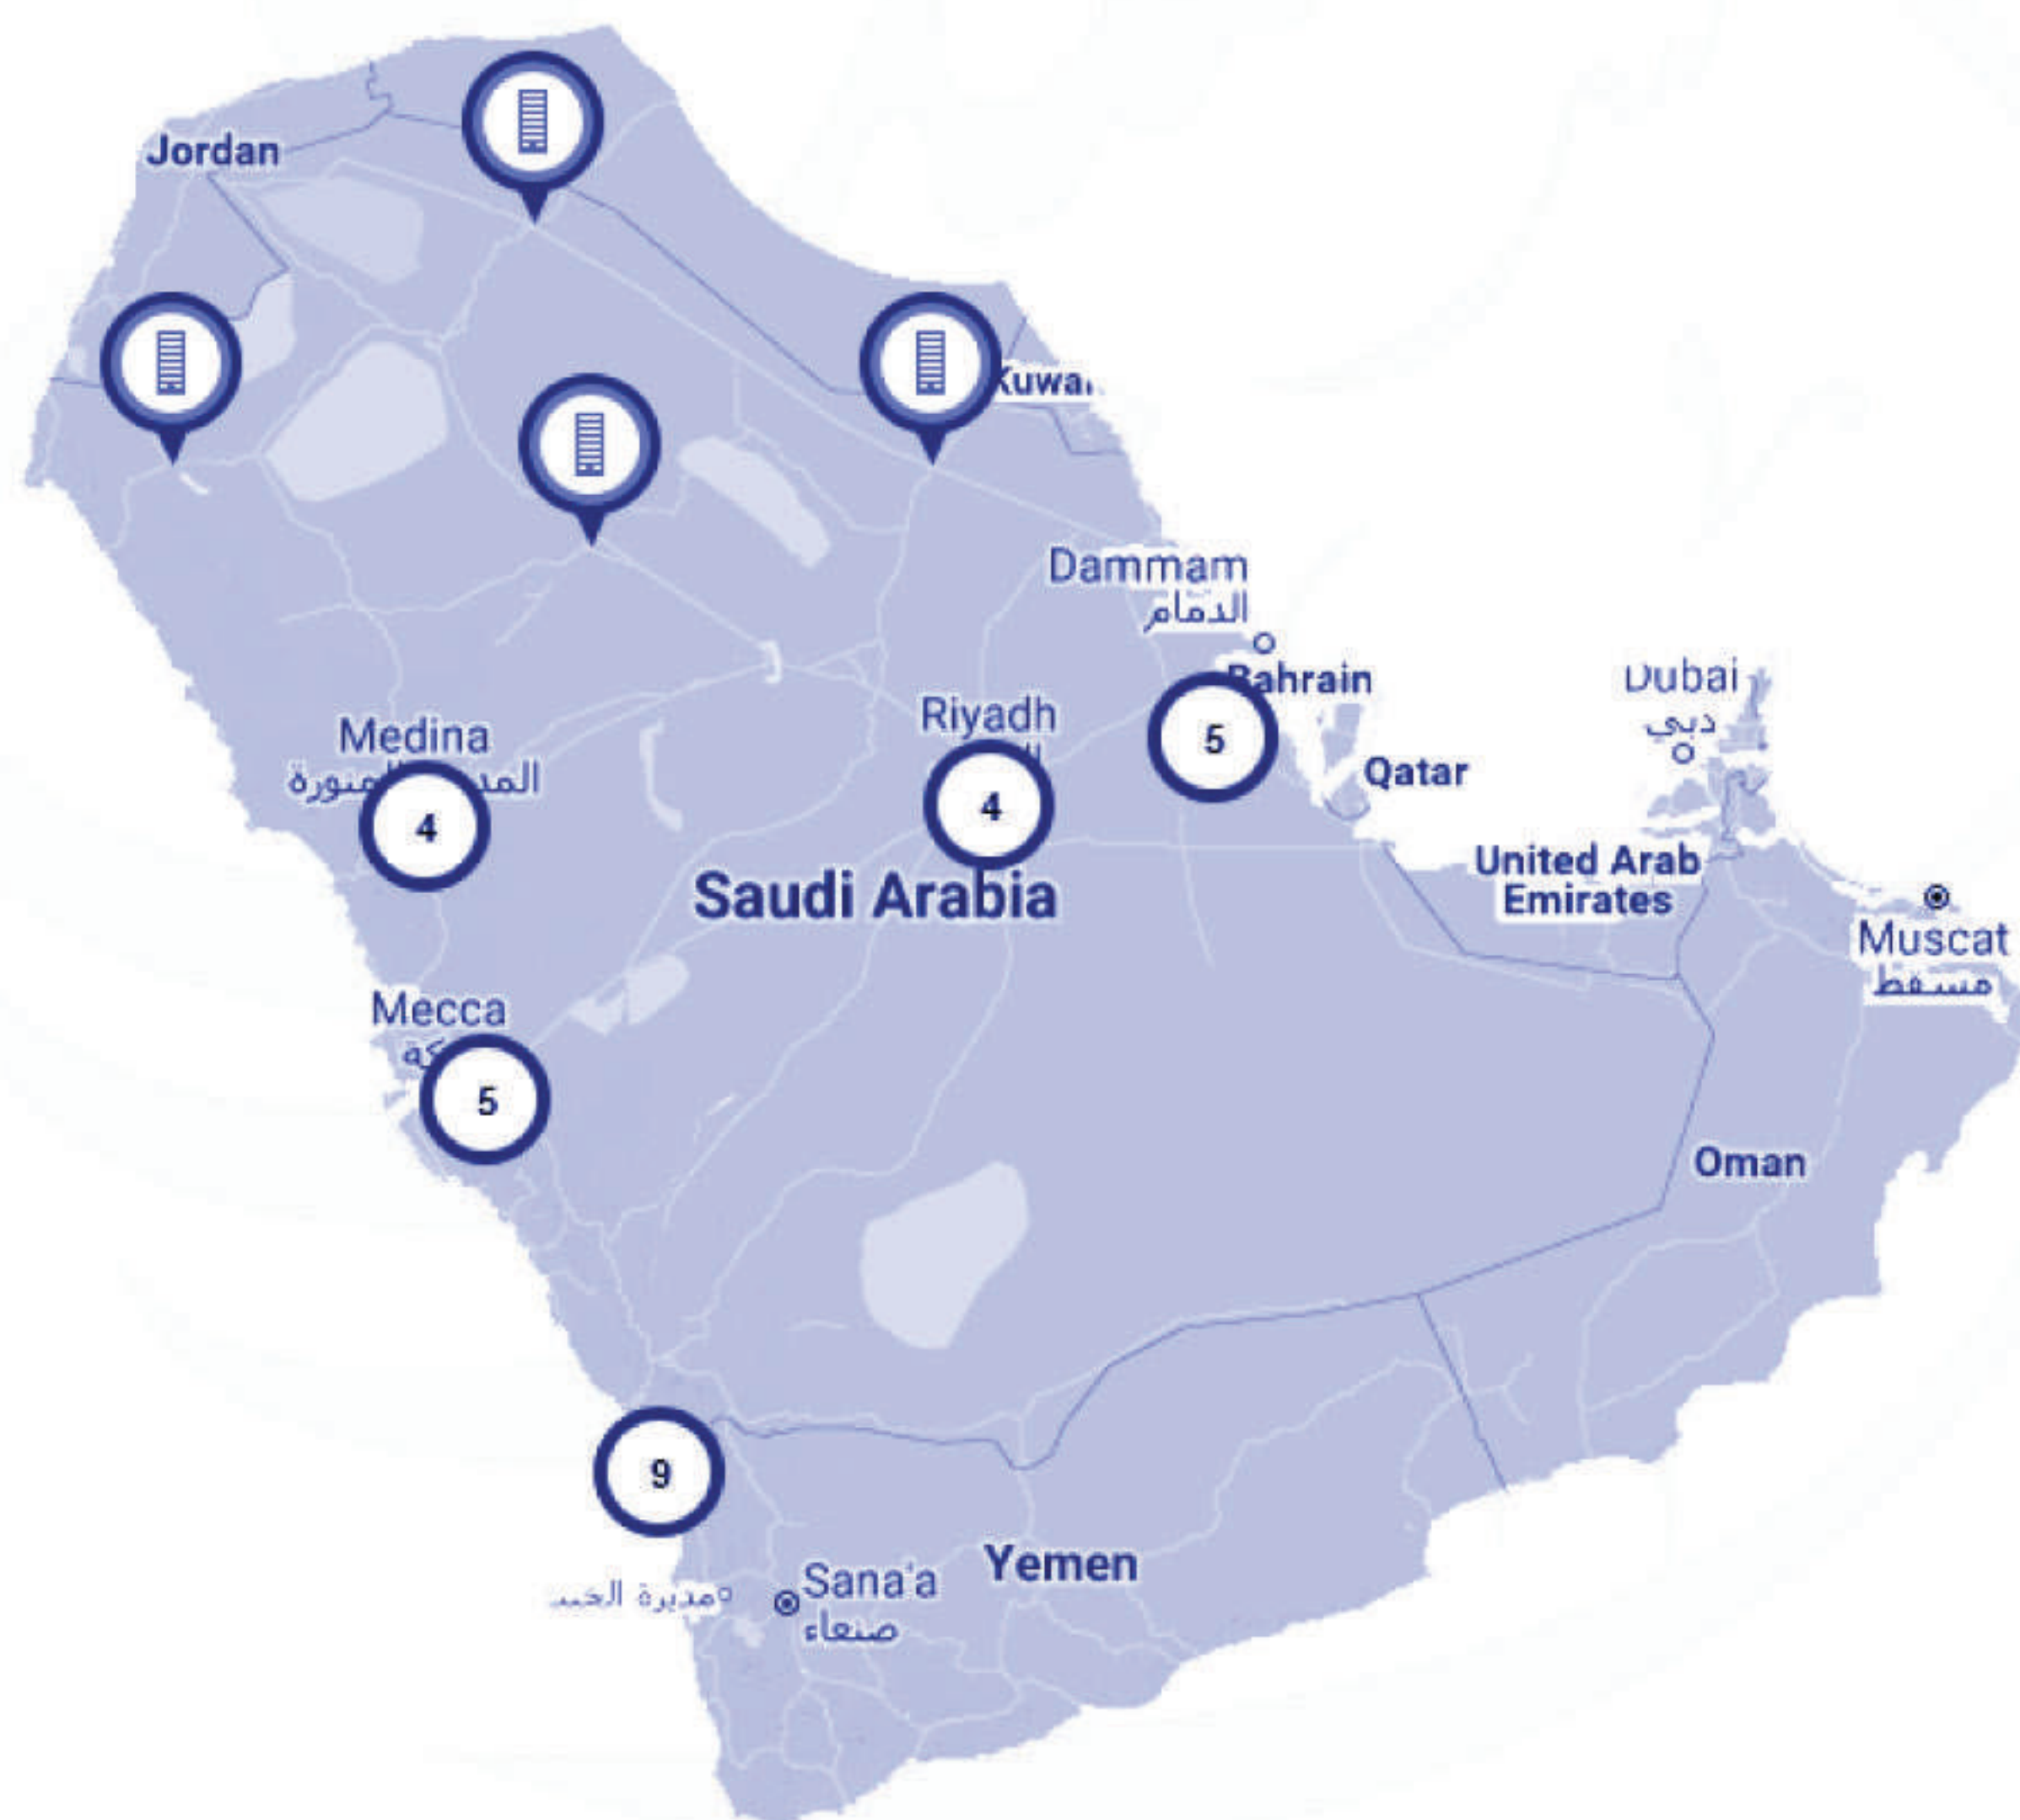 Jordan
Dammam
الدمام
Bahrain
Dubai
دبي
Riyadh
5
Medina
4
4
Qatar
Saudi Arabia
United Arab
Emirates
Muscat
مسقط
Mecca
5
Oman
9
Yemen
Sana'a
صنعاء
مديرة